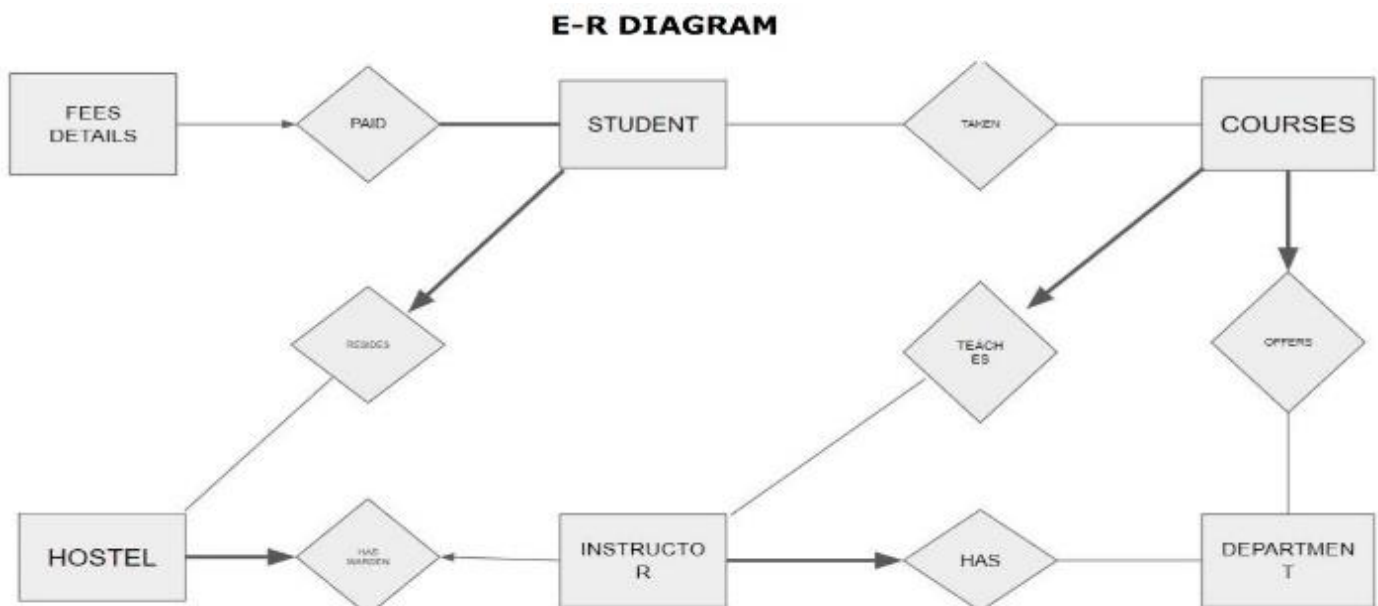 E-R DIAGRAM
FEES
DETAILS
PAID
STUDENT
TAKEN
COURSES
RESIDES
TEACH
ES
OFFERS
HOSTEL
HAS
WARDEN
INSTRUCTO
R
HAS
DEPARTMEN
T